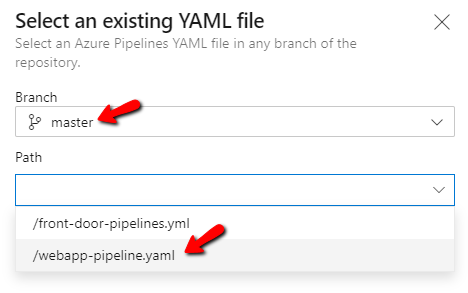 Select an existing YAML file
Select an Azure Pipelines YAML file in any branch of the
repository.
Branch
master
Path
/front-door-pipelines.yml
/webapp-pipeline.yaml